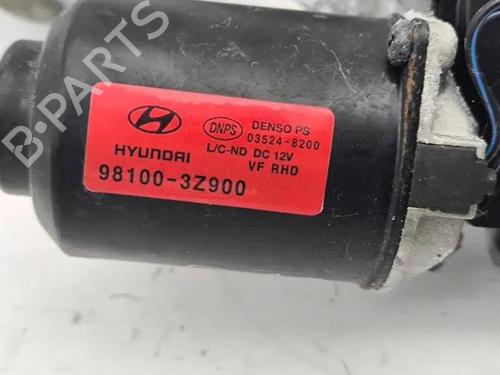 DNPS DENSO PS
03524-8200
HYUNDAI L/C-ND DC 12V
VF RHD
98100-3Z900
B-PARTS